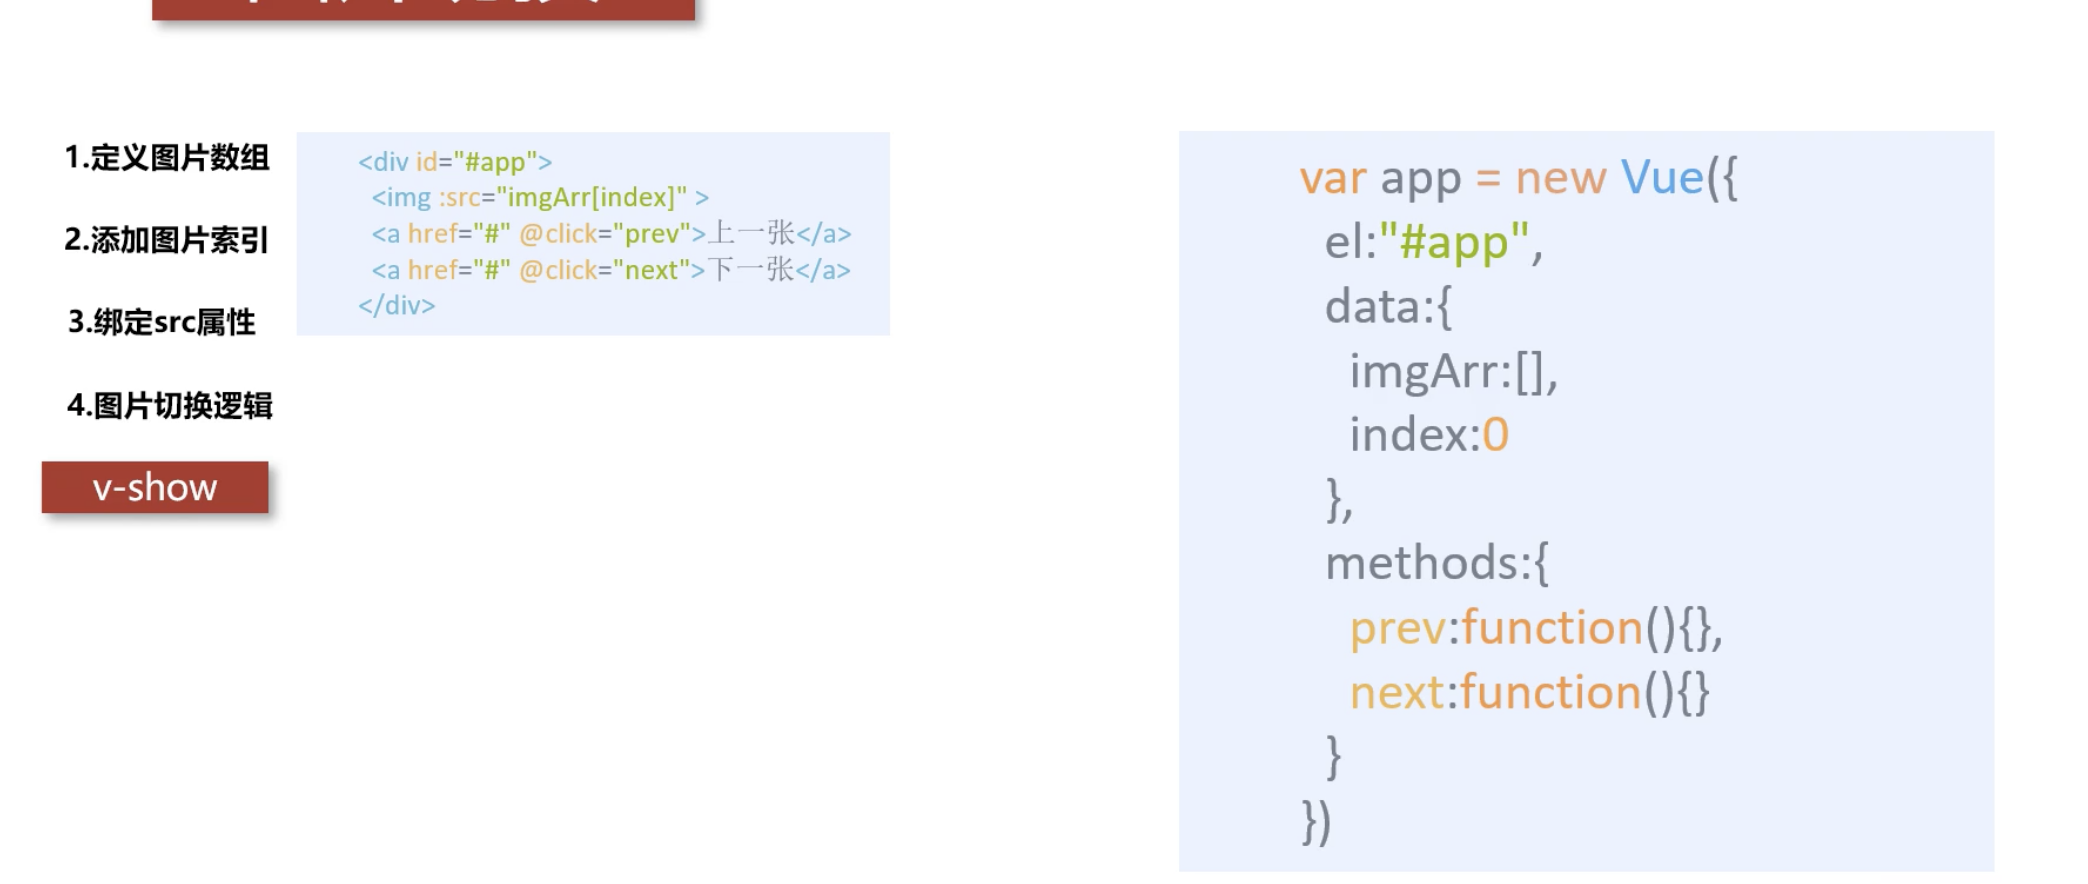 1.定义图片数组
2.添加图片索引
3.绑定src属性
4.图片切换逻辑
v-show
<div id="#app">
<img :src="imgArr[index]" >
<a href="#" @click="prev">上一张</a>
<a href="#" @click="next">下一张</a>
</div>
var app = new Vue({
el:"#app",
data:{
imgArr:[],
index:0
},
methods:{
prev:function(){},
next:function(){}
}
})